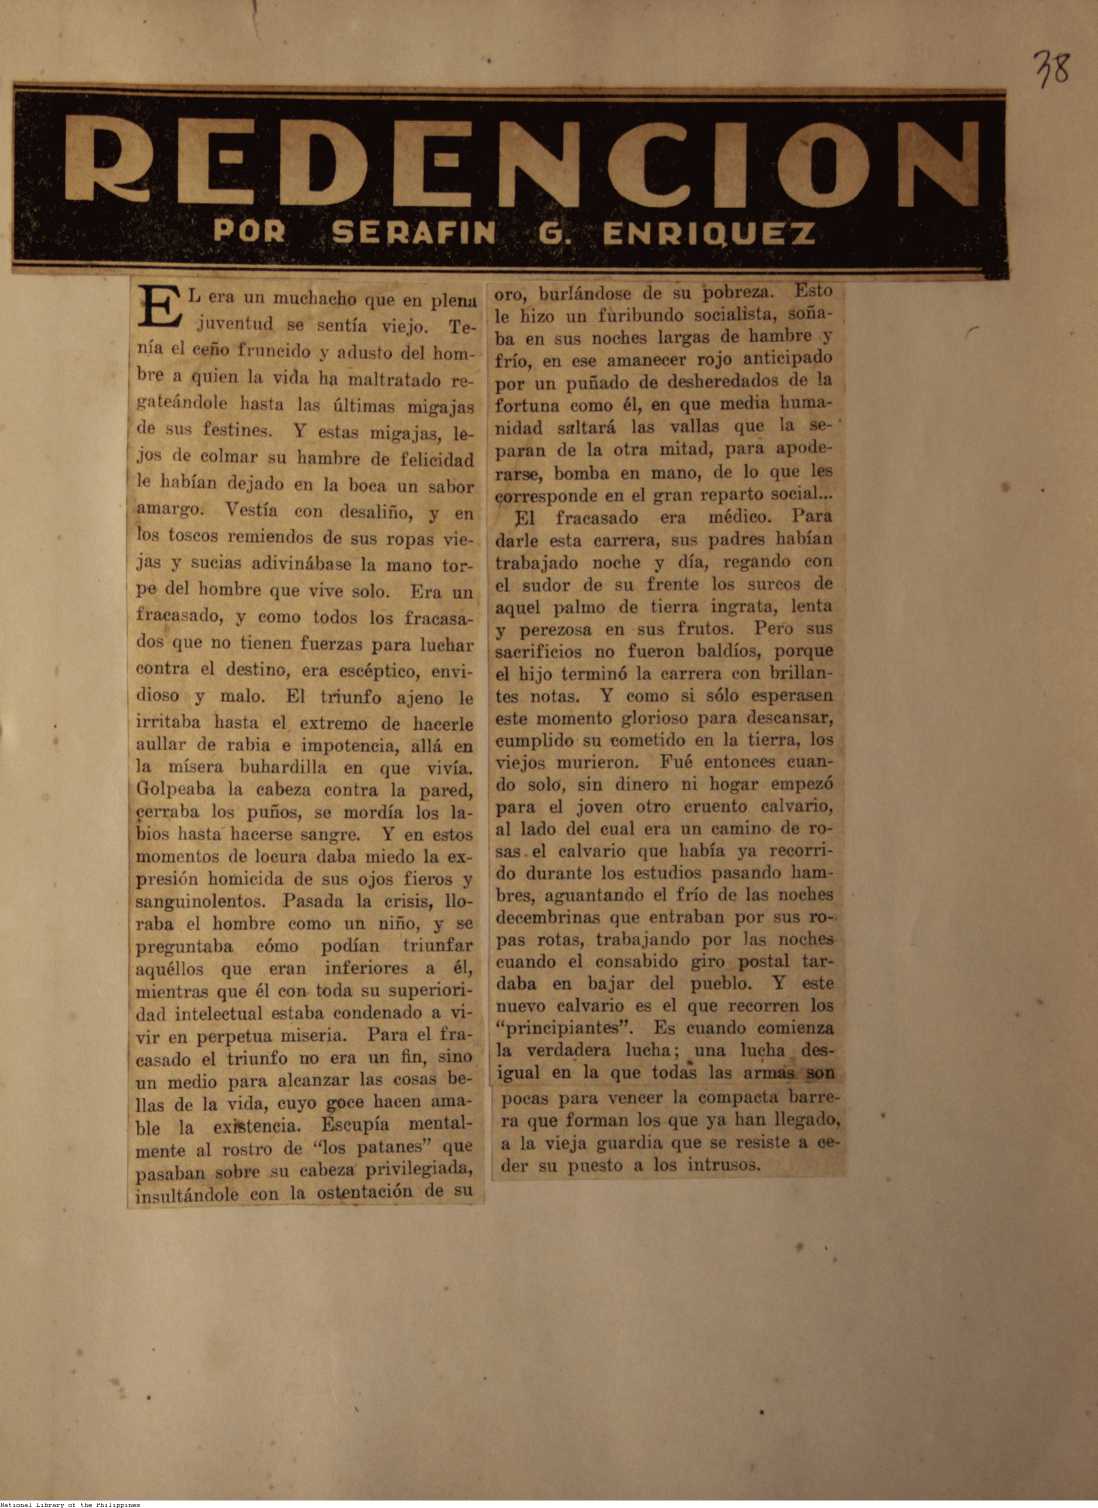 38
REDENCION
POR SERAFIN G. ENRIQUEZ
EL era un muchacho que en plena
juventud se sentía viejo. Te-
nía el ceño fruncido y adusto del hom-
bre a quien la vida ha maltratado re-
gateándole hasta las últimas migajas
de sus festines. Y estas migajas, le-
jos de colmar su hambre de felicidad
le habían dejado en la boca un sabor
amargo. Vestía con desaliño, y en
los toscos remiendos de sus ropas vie-
jas y sucias adivinábase la mano tor-
pe del hombre que vive solo. Era un
fracasado, y como todos los fracasa-
dos que no tienen fuerzas para luchar
contra el destino, era escéptico, envi-
dioso y malo. El triunfo ajeno le
irritaba hasta el extremo de hacerle
aullar de rabia e impotencia, allá en
la mísera buhardilla en que vivía.
Golpeaba la cabeza contra la pared,
cerraba los puños, se mordía los la-
bios hasta hacerse sangre. Y en estos
momentos de locura daba miedo la ex-
presión homicida de sus ojos fieros y
sanguinolentos. Pasada la crisis, llo-
raba el hombre como un niño, y se
preguntaba cómo podían triunfar
aquéllos que eran inferiores a él,
mientras que él con toda su superiori-
dad intelectual estaba condenado a vi-
vir en perpetua miseria. Para el fra-
casado el triunfo no era un fin, sino
un medio para alcanzar las cosas be-
llas de la vida, cuyo goce hacen ama-
ble la existencia. Escupía mental-
mente al rostro de “los patanes” que
pasaban sobre su cabeza privilegiada,
insultándole con la ostentación de su
oro, burlándose de su pobreza. Esto
le hizo un furibundo socialista, soña-
ba en sus noches largas de hambre y
frío, en ese amanecer rojo anticipado
por un puñado de desheredados de la
fortuna como él, en que media huma-
nidad saltará las vallas que la se-
paran de la otra mitad, para apode-
rarse, bomba en mano, de lo que les
corresponde en el gran reparto social...
El fracasado era médico. Para
darle esta carrera, sus padres habían
trabajado noche y día, regando con
el sudor de su frente los surcos de
aquel palmo de tierra ingrata, lenta
y perezosa en sus frutos. Pero sus
sacrificios no fueron baldíos, porque
el hijo terminó la carrera con brillan-
tes notas. Y como si sólo esperasen
este momento glorioso para descansar,
cumplido su cometido en la tierra, los
viejos murieron. Fué entonces cuan-
do solo, sin dinero ni hogar empezó
para el joven otro cruento calvario,
al lado del cual era un camino de ro-
sas el calvario que había ya recorri-
do durante los estudios pasando ham-
bres, aguantando el frío de las noches
decembrinas que entraban por sus ro-
pas rotas, trabajando por las noches
cuando el consabido giro postal tar-
daba en bajar del pueblo. Y este
nuevo calvario es el que recorren los
“principiantes”. Es cuando comienza
la verdadera lucha; una lucha des-
igual en la que todas las armas son
pocas para vencer la compacta barre-
ra que forman los que ya han llegado,
a la vieja guardia que se resiste a ce-
der su puesto a los intrusos.
National Library of the Philippines